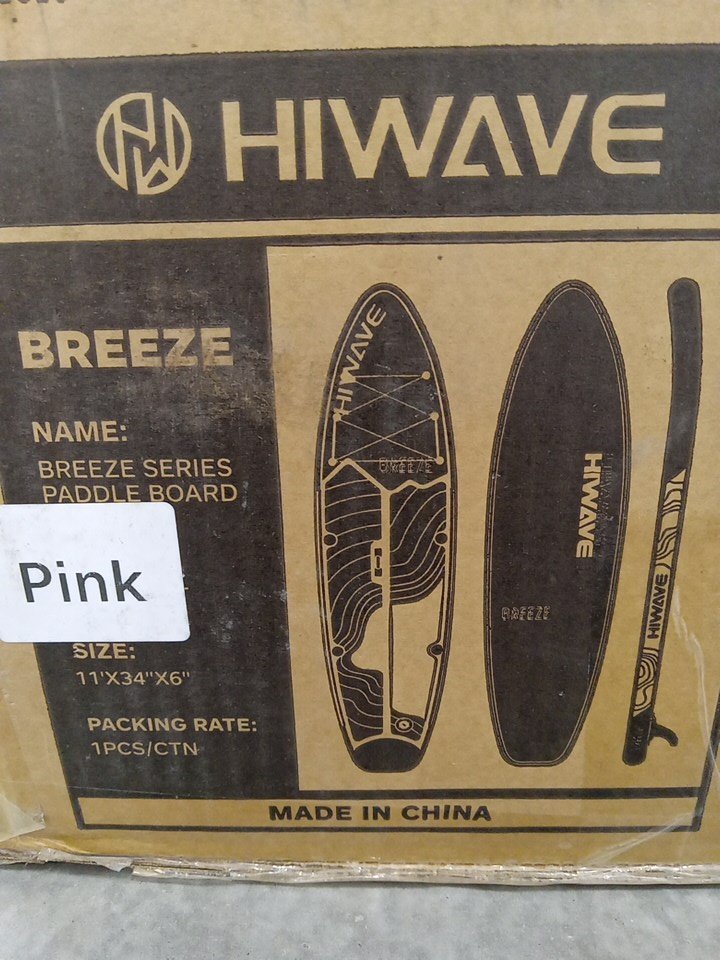 HIWAVE
BREEZE
NAME:
BREEZE SERIES
PADDLE BOARD
Pink
SIZE:
11'X34"X6"
PACKING RATE:
1PCS/CTN
HIWAVE
BREEZE
HIWAVE
BREEZE
HIWAVE
MADE IN CHINA